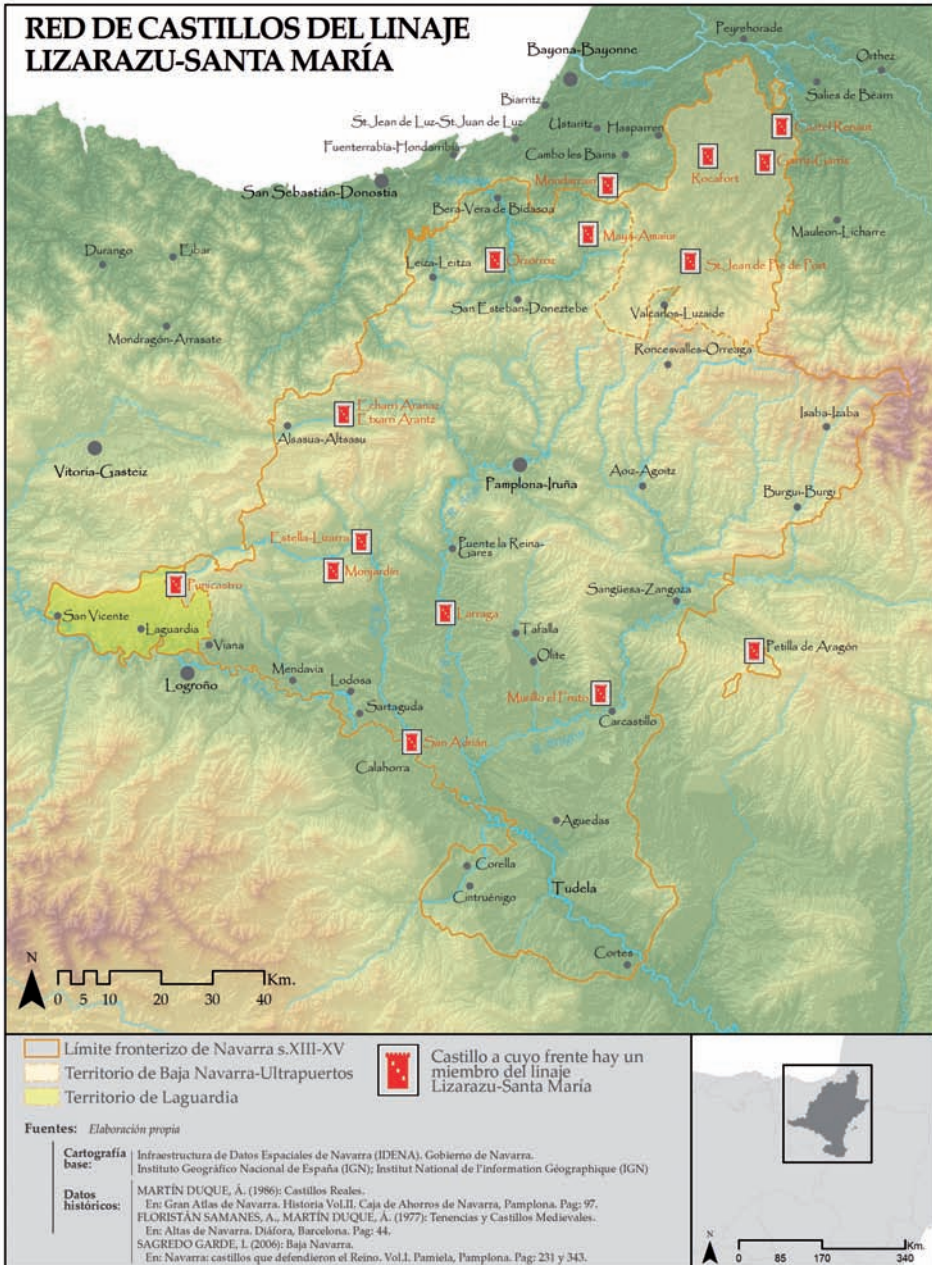 RED DE CASTILLOS DEL LINAJE
LIZARAZU-SANTA MARÍA
Peyrehorade
Orthez
Bayona-Bayonne
Salies de Béarn
Biarritz
St. Jean de Luz-St. Juan de Luz
Ustaritz
Hasparren
Castel Renaut
Fuenterrabía-Hondarribia
Cambo les Bains
Rocafort
Garris-Garris
San Sebastián-Donostia
Mondarrain
Bera-Vera de Bidasoa
Maya-Amaiur
Mauleon-Licharre
Durango
Eibar
Leiza-Leitza
Orzorroz
St. Jean de Pie de Port
San Esteban-Doneztebe
Valcarlos-Luzaide
Mondragón-Arrasate
Roncesvalles-Orreaga
Echarri Aranaz
Etxarri Arantz
Isaba-Izaba
Alsasua-Altsasu
Vitoria-Gasteiz
Pamplona-Iruña
Aoiz-Agoitz
Burgui-Burgi
Estella-Lizarra
Puente la Reina-
Gares
Monjardín
Punicastro
Sangüesa-Zangoza
San Vicente
Larraga
Laguardia
Tafalla
Viana
Petilla de Aragón
Olite
Logroño
Mendavia
Lodosa
Murillo el Fruto
Sartaguda
Carcastillo
San Adrián
Calahorra
Aguedas
Corella
Cintruénigo
Tudela
Cortes
N
Km.
0 5 10 20 30 40
Límite fronterizo de Navarra s.XIII-XV
Territorio de Baja Navarra-Ultrapuertos
Territorio de Laguardia
Castillo a cuyo frente hay un
miembro del linaje
Lizarazu-Santa María
Fuentes: Elaboración propia
Cartografía base: Infraestructura de Datos Espaciales de Navarra (IDENA). Gobierno de Navarra.
Instituto Geográfico Nacional de España (IGN); Institut National de l'information Géographique (IGN)
Datos históricos: MARTÍN DUQUE, Á. (1986): Castillos Reales.
En: Gran Atlas de Navarra. Historia Vol.II. Caja de Ahorros de Navarra, Pamplona. Pag: 97.
FLORISTÁN SAMANES, A., MARTÍN DUQUE, Á. (1977): Tenencias y Castillos Medievales.
En: Altas de Navarra. Diáfora, Barcelona. Pag: 44.
SAGREDO GARDE, I. (2006): Baja Navarra.
En: Navarra: castillos que defendieron el Reino. Vol.I. Pamiela, Pamplona. Pag: 231 y 343.
N
Km.
0 85 170 340